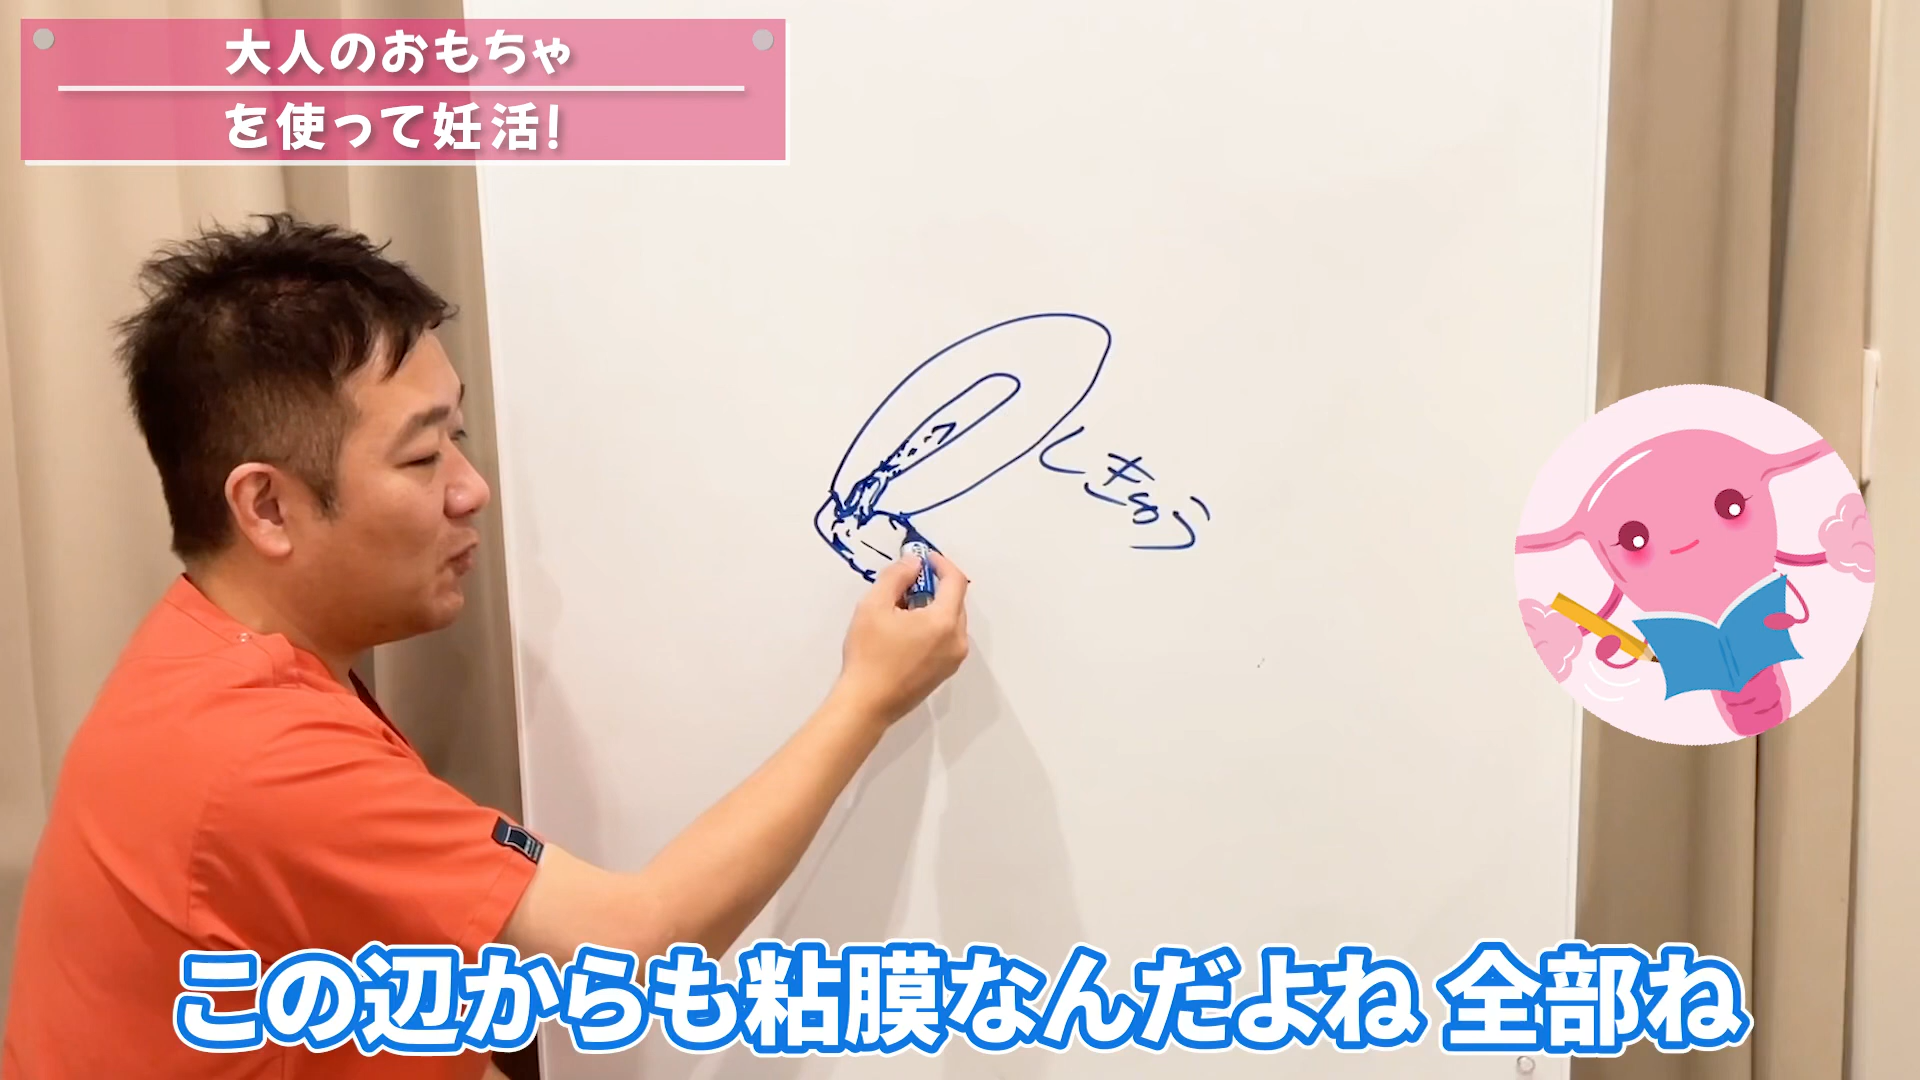 大人のおもちゃ
を使って妊活!
しきゅう
この辺からも粘膜なんだよね 全部ね